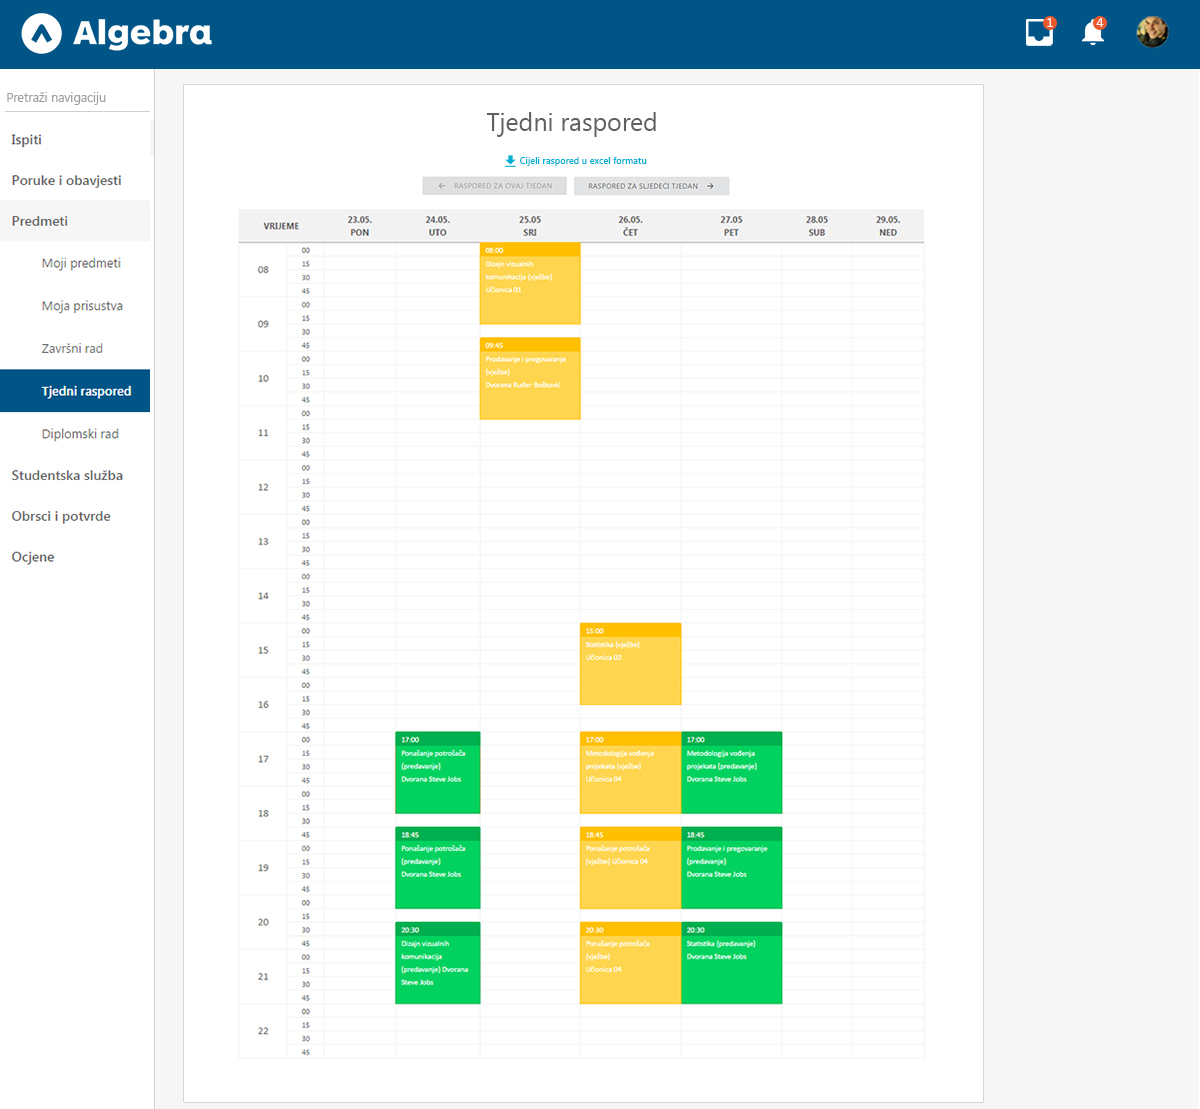 Algebra
1
4
Pretraži navigaciju
Ispiti
Poruke i obavjesti
Predmeti
Moji predmeti
Moja prisustva
Završni rad
Tjedni raspored
Diplomski rad
Studentska služba
Obrsci i potvrde
Ocjene
Tjedni raspored
Cijeli raspored u excel formatu
RASPORED ZA OVAJ TJEDAN
RASPORED ZA SLJEDEĆI TJEDAN
VRIJEME
23.05. PON
24.05. UTO
25.05 SRI
26.05. ČET
27.05 PET
28.05 SUB
29.05. NED
08 00 15 30 45
09 00 15 30 45
10 00 15 30 45
11 00 15 30 45
12 00 15 30 45
13 00 15 30 45
14 00 15 30 45
15 00 15 30 45
16 00 15 30 45
17 00 15 30 45
18 00 15 30 45
19 00 15 30 45
20 00 15 30 45
21 00 15 30 45
22 00 15 30 45
17:00
Ponašanje potrošača
(predavanje)
Dvorana Steve Jobs
18:45
Ponašanje potrošača
(predavanje)
Dvorana Steve Jobs
20:30
Dizajn vizualnih
komunikacija
(predavanje) Dvorana
Steve Jobs
08:00
Dizajn vizualnih
komunikacija (vježbe)
Učionica 01
09:45
Prodavanje i pregovaranje
(vježbe)
Dvorana Ruđer Bošković
15:00
Statistika (vježbe)
Učionica 02
17:00
Metodologija vođenja
projekata (vježbe)
Učionica 04
18:45
Ponašanje potrošača
(vježbe) Učionica 04
20:30
Ponašanje potrošača
(vježbe)
Učionica 04
17:00
Metodologija vođenja
projekata (predavanje)
Dvorana Steve Jobs
18:45
Prodavanje i pregovaranje
(predavanje)
Dvorana Steve Jobs
20:30
Statistika (predavanje)
Dvorana Steve Jobs